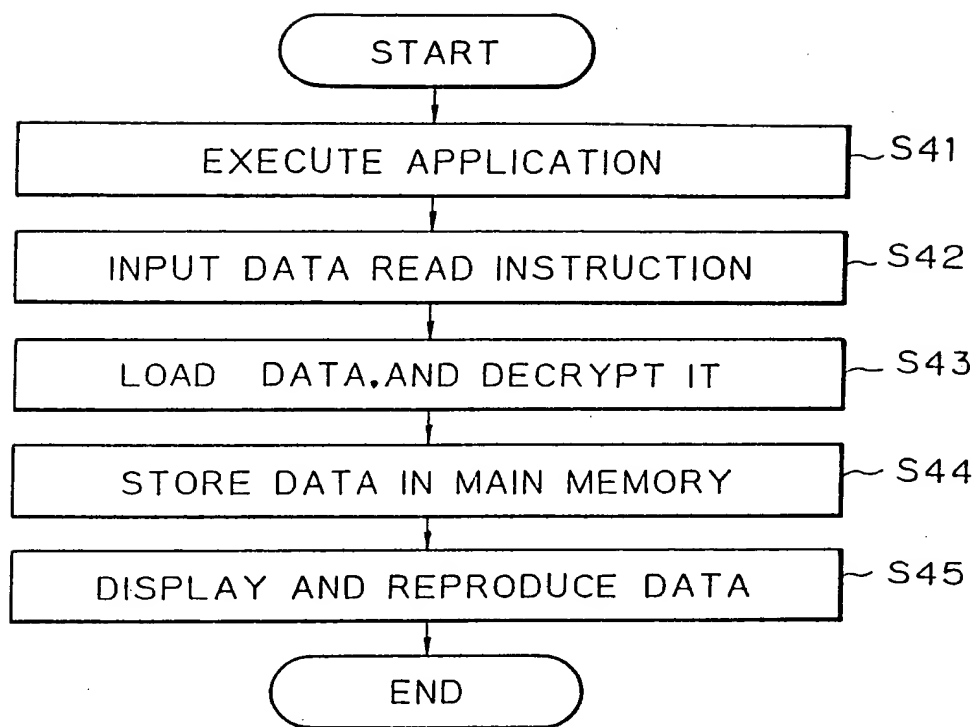 START
EXECUTE APPLICATION S41
INPUT DATA READ INSTRUCTION S42
LOAD DATA.AND DECRYPT IT S43
STORE DATA IN MAIN MEMORY S44
DISPLAY AND REPRODUCE DATA S45
END